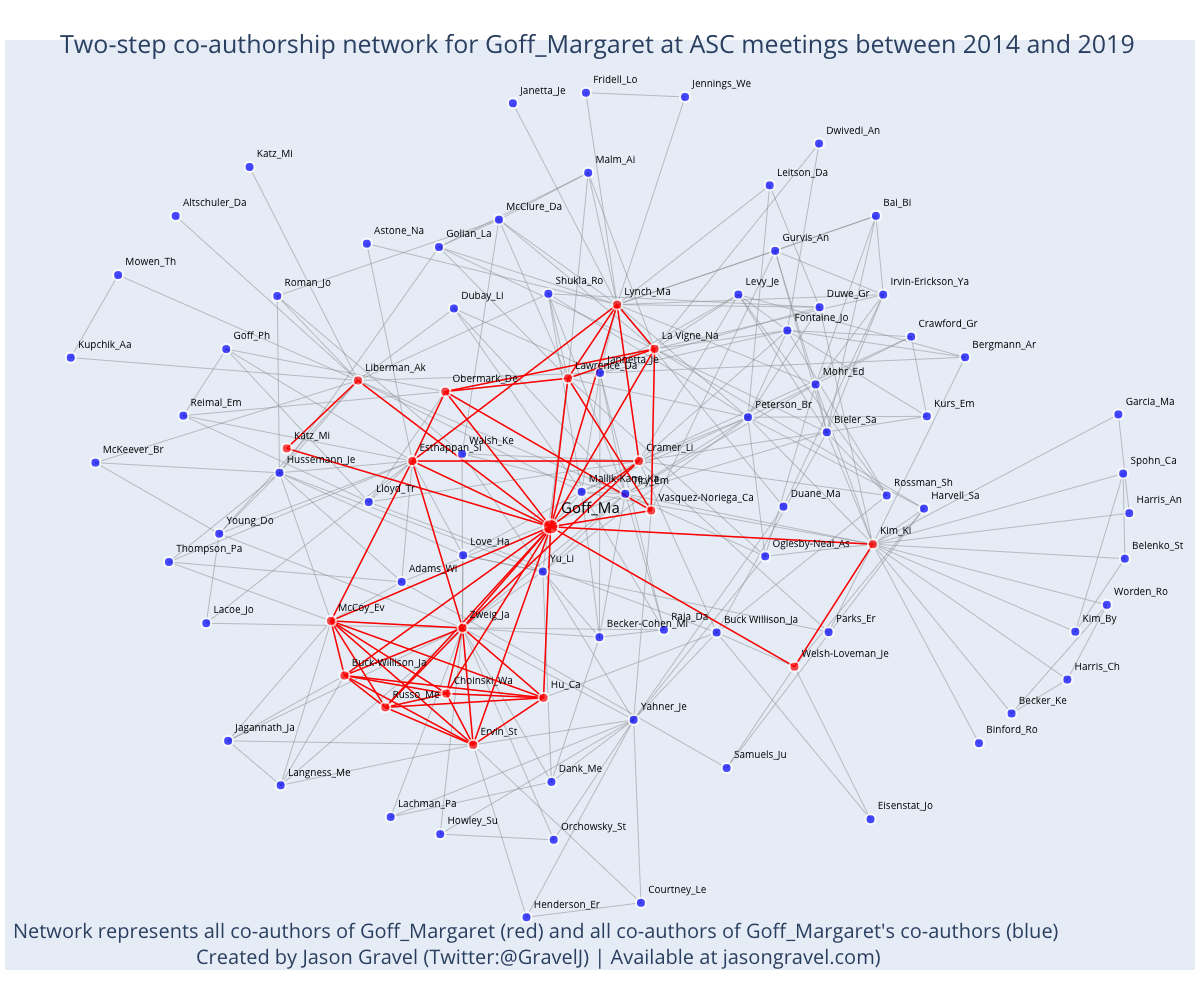 Two-step co-authorship network for Goff_Margaret at ASC meetings between 2014 and 2019
Fridell_Lo
Jennings_We
Janetta_Je
Dwivedi_An
Katz_Mi
Malm_Ai
Leitson_Da
Altschuler_Da
McClure_Da
Bai_Bi
Astone_Na
Golian_La
Gurvis_An
Mowen_Th
Roman_Jo
Shukla_Ro
Lynch_Ma
Levy_Je
Irvin-Erickson_Ya
Dubay_Li
Duwe_Gr
Fontaine_Jo
Crawford_Gr
Goff_Ph
La Vigne_Na
Kupchik_Aa
Bergmann_Ar
Liberman_Ak
Jannetta_Je
Lawrence_Da
Obermark_De
Mohr_Ed
Reimal_Em
Peterson_Br
Kurs_Em
Garcia_Ma
Bieler_Sa
Katz_Mi
Walsh_Ke
Esthappan_Si
McKeever_Br
Hussemann_Je
Cramer_Li
Spohn_Ca
Lloyd_Tr
Vasquez-Noriega_Ca
Duane_Ma
Rossman_Sh
Harvell_Sa
Harris_An
Goff_Ma
Young_Do
Kim_Ki
Thompson_Pa
Love_Ha
Yu_Li
Oglesby-Neal_As
Belenko_St
Adams_Wi
Worden_Ro
Lacoe_Jo
McCoy_Ev
Zweig_Ja
Becker-Cohen_Mi
Raja_Da
Buck Willison_Ja
Parks_Er
Kim_By
Welsh-Loveman_Je
Buck-Willison_Ja
Choinski_Wa
Hu_Ca
Harris_Ch
Russo_Me
Becker_Ke
Yahner_Je
Jagannath_Ja
Ervin_St
Binford_Ro
Langness_Me
Dank_Me
Samuels_Ju
Lachman_Pa
Howley_Su
Orchowsky_St
Eisenstat_Jo
Henderson_Er
Courtney_Le
Network represents all co-authors of Goff_Margaret (red) and all co-authors of Goff_Margaret's co-authors (blue)
Created by Jason Gravel (Twitter:@GravelJ) | Available at jasongravel.com)